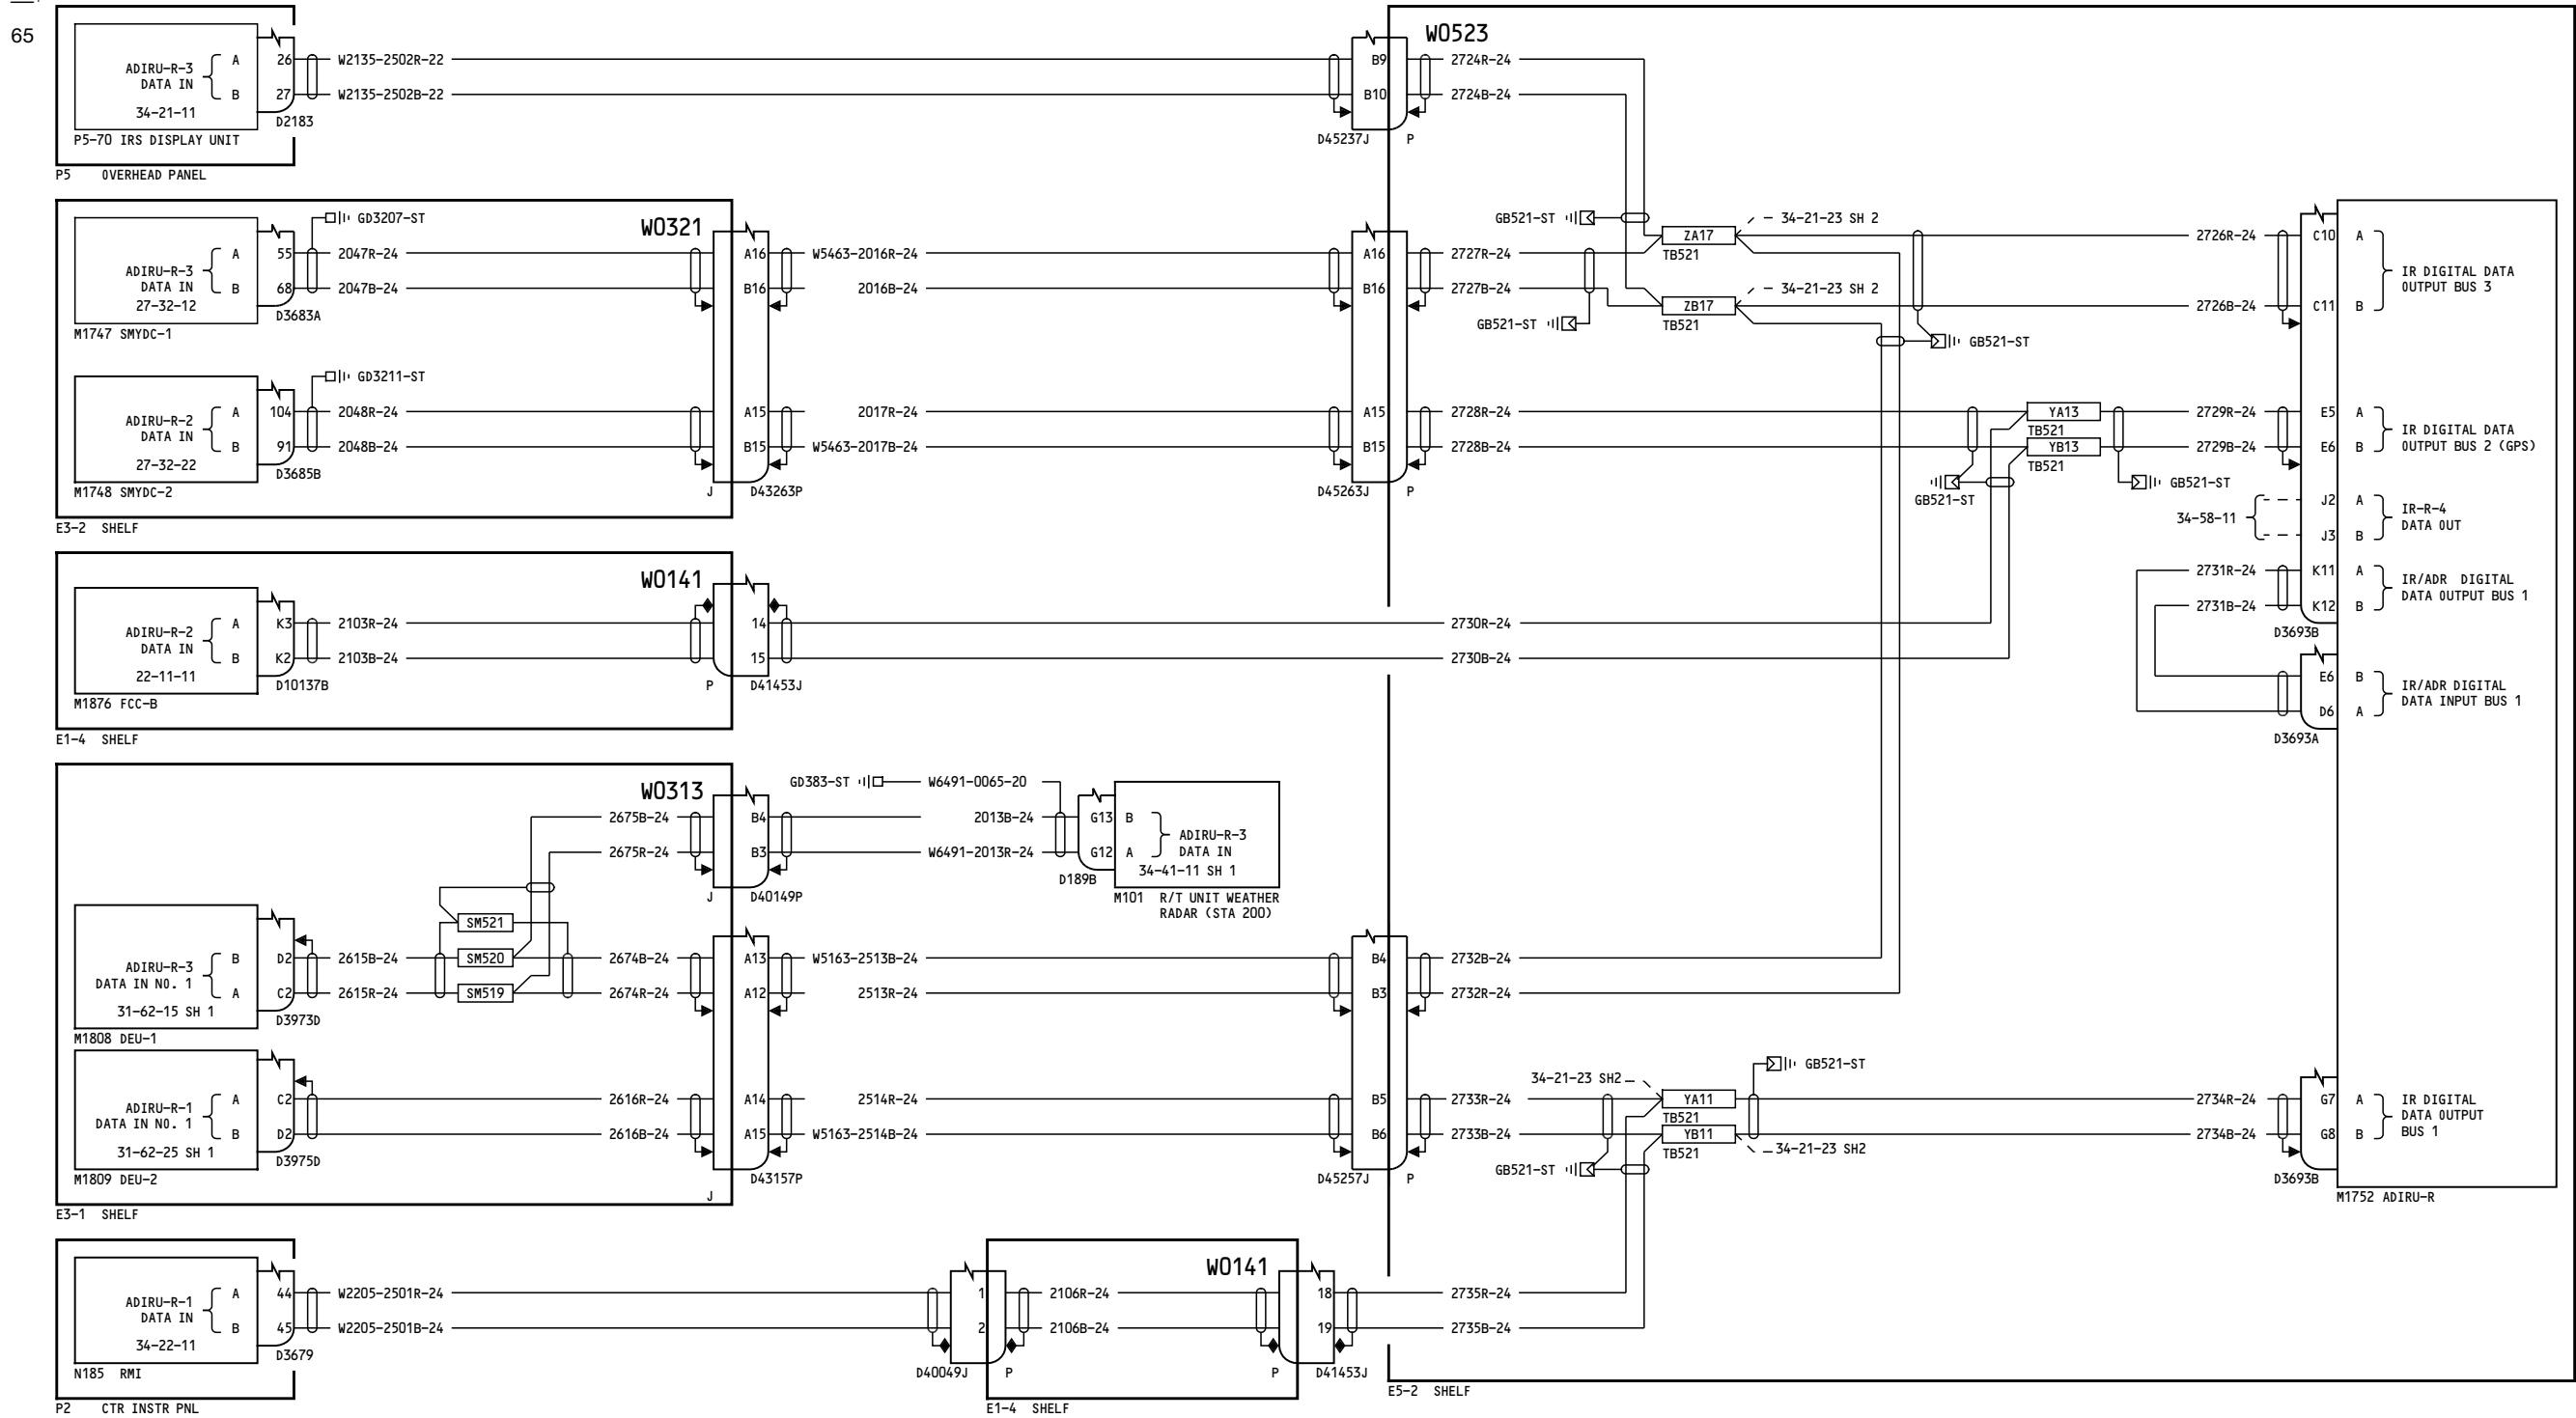 65
W0523
ADIRU-R-3
DATA IN
A
B
34-21-11
26
27
W2135-2502R-22
W2135-2502B-22
D2183
P5-70 IRS DISPLAY UNIT
P5 OVERHEAD PANEL
B9
B10
D45237J
P
2724R-24
2724B-24
W0321
ADIRU-R-3
DATA IN
A
B
27-32-12
55
68
GD3207-ST
2047R-24
2047B-24
D3683A
M1747 SMYDC-1
A16
B16
W5463-2016R-24
2016B-24
A16
B16
2727R-24
2727B-24
GB521-ST
GB521-ST
ZA17
TB521
34-21-23 SH 2
ZB17
TB521
34-21-23 SH 2
GB521-ST
2726R-24
2726B-24
C10
C11
A
B
IR DIGITAL DATA
OUTPUT BUS 3
ADIRU-R-2
DATA IN
A
B
27-32-22
104
91
GD3211-ST
2048R-24
2048B-24
D3685B
M1748 SMYDC-2
A15
B15
J
D43263P
2017R-24
W5463-2017B-24
A15
B15
D45263J
P
2728R-24
2728B-24
YA13
TB521
YB13
TB521
GB521-ST
GB521-ST
2729R-24
2729B-24
E5
E6
A
B
IR DIGITAL DATA
OUTPUT BUS 2 (GPS)
E3-2 SHELF
34-58-11
J2
J3
A
B
IR-R-4
DATA OUT
2731R-24
2731B-24
K11
K12
A
B
IR/ADR DIGITAL
DATA OUTPUT BUS 1
D3693B
E6
D6
B
A
IR/ADR DIGITAL
DATA INPUT BUS 1
D3693A
W0141
ADIRU-R-2
DATA IN
A
B
22-11-11
K3
K2
2103R-24
2103B-24
D10137B
M1876 FCC-B
14
15
P
D41453J
2730R-24
2730B-24
E1-4 SHELF
W0313
2675B-24
2675R-24
B4
B3
J
D40149P
GD383-ST
W6491-0065-20
2013B-24
W6491-2013R-24
G13
G12
B
A
ADIRU-R-3
DATA IN
34-41-11 SH 1
D189B
M101 R/T UNIT WEATHER
RADAR (STA 200)
ADIRU-R-3
DATA IN NO. 1
B
A
31-62-15 SH 1
D2
C2
2615B-24
2615R-24
D3973D
M1808 DEU-1
SM521
SM520
SM519
2674B-24
2674R-24
A13
A12
W5163-2513B-24
2513R-24
B4
B3
2732B-24
2732R-24
ADIRU-R-1
DATA IN NO. 1
A
B
31-62-25 SH 1
C2
D2
D3975D
M1809 DEU-2
2616R-24
2616B-24
A14
A15
J
D43157P
2514R-24
W5163-2514B-24
B5
B6
D45257J
P
2733R-24
2733B-24
34-21-23 SH2
YA11
TB521
YB11
TB521
34-21-23 SH2
GB521-ST
GB521-ST
2734R-24
2734B-24
G7
G8
A
B
IR DIGITAL
DATA OUTPUT
BUS 1
D3693B
M1752 ADIRU-R
E3-1 SHELF
ADIRU-R-1
DATA IN
A
B
34-22-11
44
45
W2205-2501R-24
W2205-2501B-24
D3679
N185 RMI
P2 CTR INSTR PNL
1
2
D40049J
P
W0141
2106R-24
2106B-24
18
19
P
D41453J
2735R-24
2735B-24
E1-4 SHELF
E5-2 SHELF